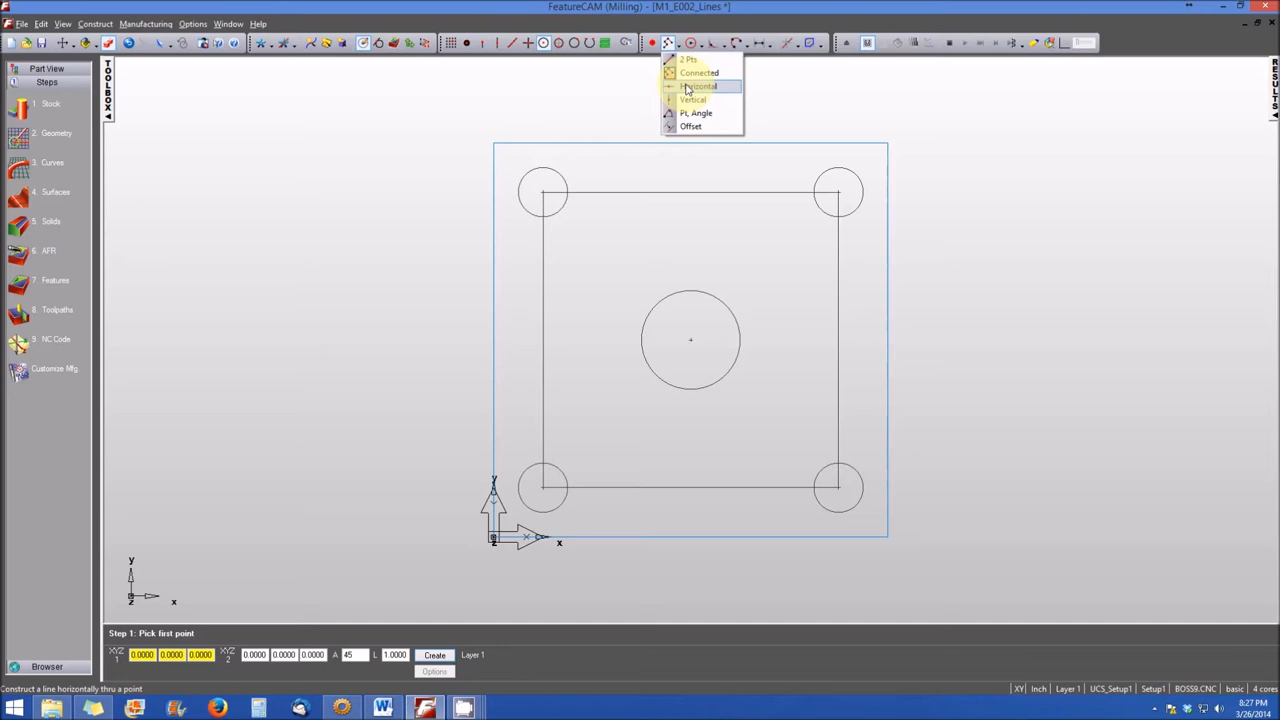 FeatureCAM (Milling) - [M1_E002_Lines *]
File Edit View Construct Manufacturing Options Window Help
Part View
Steps
1. Stock
2. Geometry
3. Curves
4. Surfaces
5. Solids
6. AFR
7. Features
8. Toolpaths
9. NC Code
Customize Mfg.
Browser
TOOLBOX
2 Pts
Connected
Horizontal
Vertical
Pt, Angle
Offset
RESULTS
y
z
x
y
z
x
Step 1: Pick first point
XYZ 1 0.0000 0.0000 0.0000 XYZ 2 0.0000 0.0000 0.0000 A 45 L 1.0000 Create Layer 1
Options
Construct a line horizontally thru a point
XY Inch Layer 1 UCS_Setup1 Setup1 BOSS9.CNC basic 4 cores
8:27 PM
3/26/2014